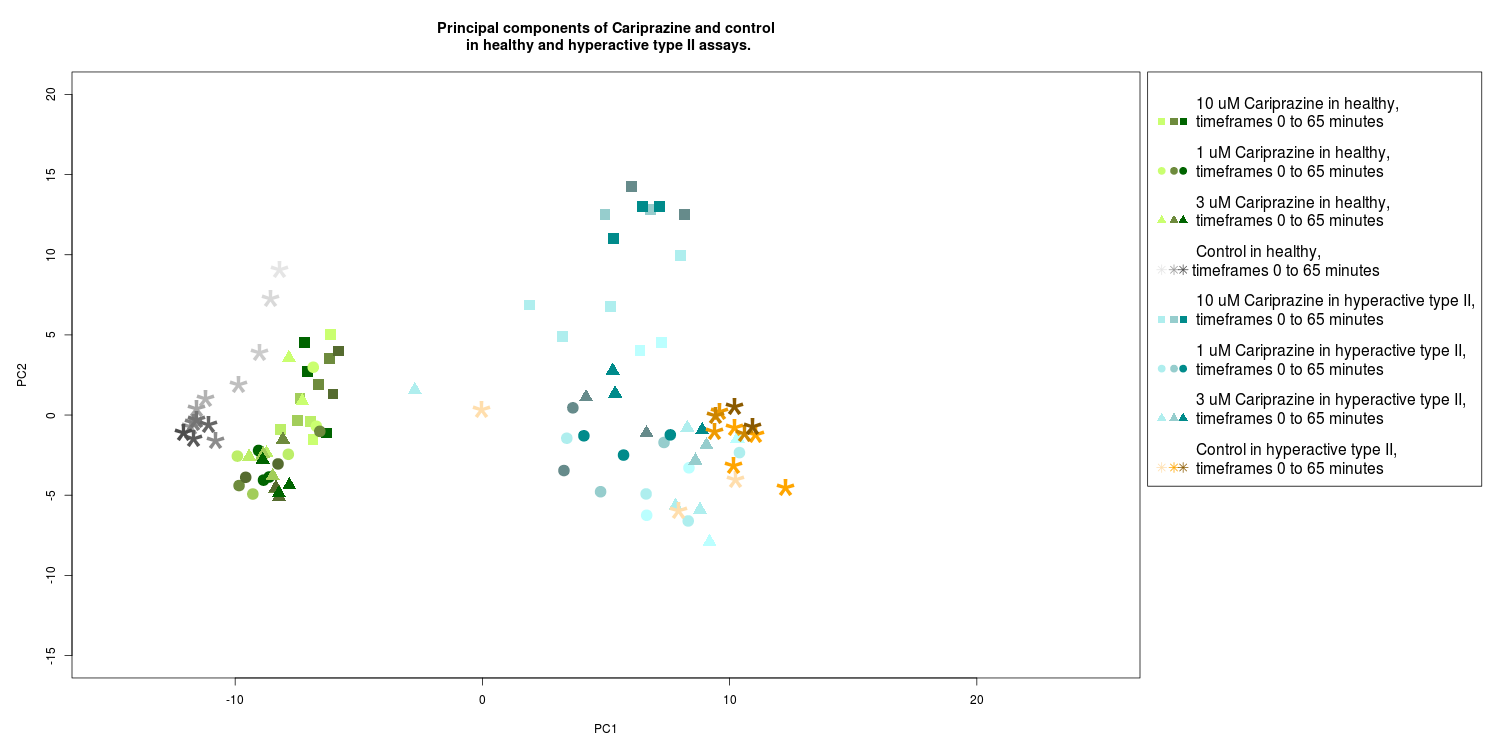 Principal components of Cariprazine and control
in healthy and hyperactive type II assays.
20
15
10
5
0
-5
-10
-15
PC2
-10
0
10
20
PC1
10 uM Cariprazine in healthy,
timeframes 0 to 65 minutes
1 uM Cariprazine in healthy,
timeframes 0 to 65 minutes
3 uM Cariprazine in healthy,
timeframes 0 to 65 minutes
Control in healthy,
timeframes 0 to 65 minutes
10 uM Cariprazine in hyperactive type II,
timeframes 0 to 65 minutes
1 uM Cariprazine in hyperactive type II,
timeframes 0 to 65 minutes
3 uM Cariprazine in hyperactive type II,
timeframes 0 to 65 minutes
Control in hyperactive type II,
timeframes 0 to 65 minutes